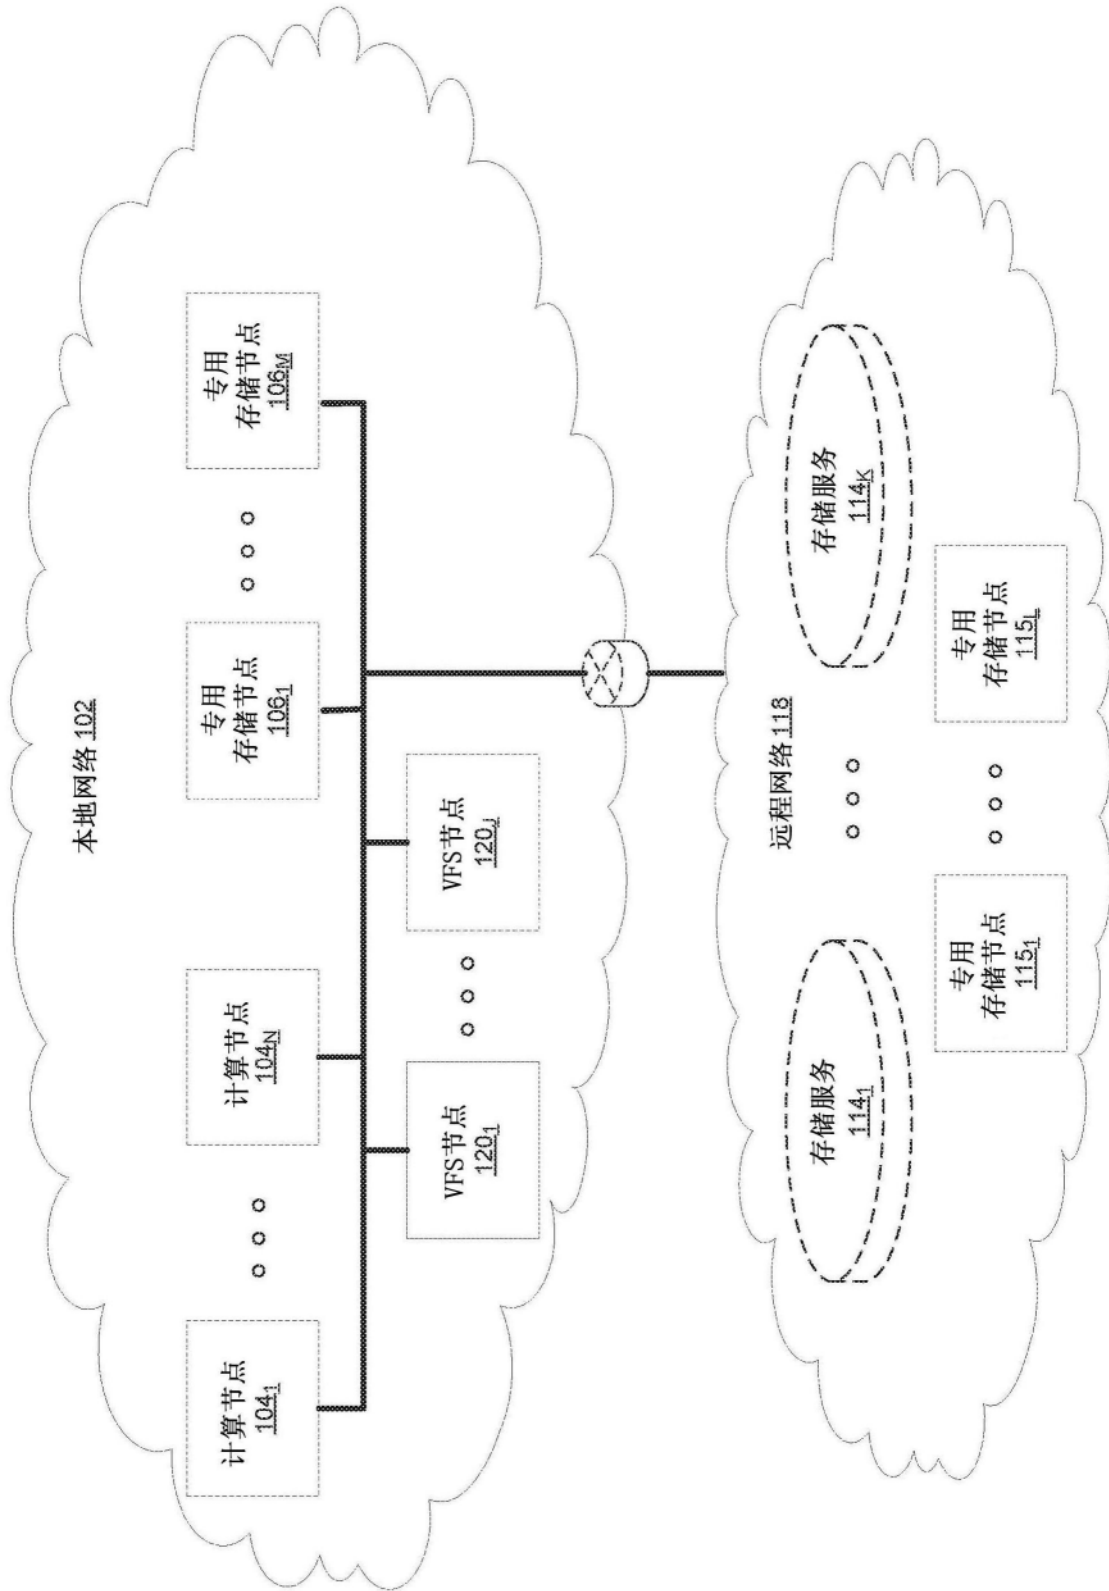 本地网络 102
计算节点
104₁
计算节点
104N
专用
存储节点
106₁
专用
存储节点
106M
VFS节点
120₁
VFS节点
120J
远程网络 118
存储服务
114₁
存储服务
114K
专用
存储节点
115₁
专用
存储节点
115L